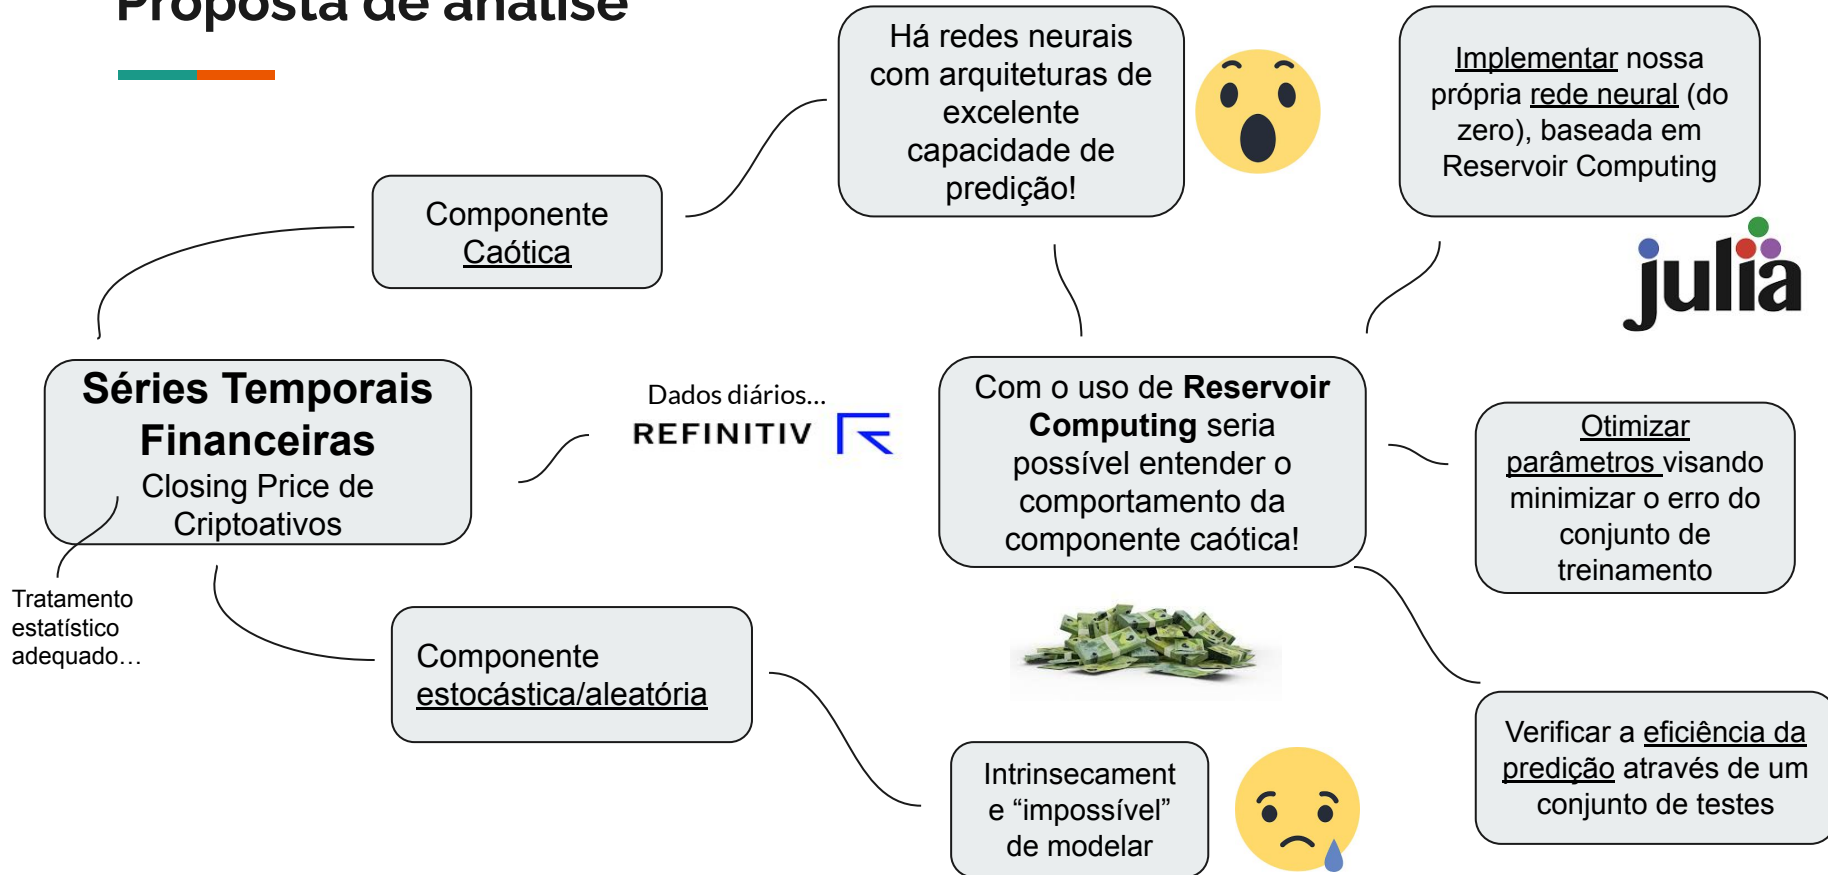 Proposta de análise
Há redes neurais
com arquiteturas de
excelente
capacidade de
predição!
Implementar nossa
própria rede neural (do
zero), baseada em
Reservoir Computing
Componente
Caótica
julia
Séries Temporais
Financeiras
Closing Price de
Criptoativos
Dados diários...
REFINITIV
Com o uso de Reservoir
Computing seria
possível entender o
comportamento da
componente caótica!
Otimizar
parâmetros visando
minimizar o erro do
conjunto de
treinamento
Tratamento
estatístico
adequado…
Componente
estocástica/aleatória
Intrinsecament
e “impossível”
de modelar
Verificar a eficiência da
predição através de um
conjunto de testes